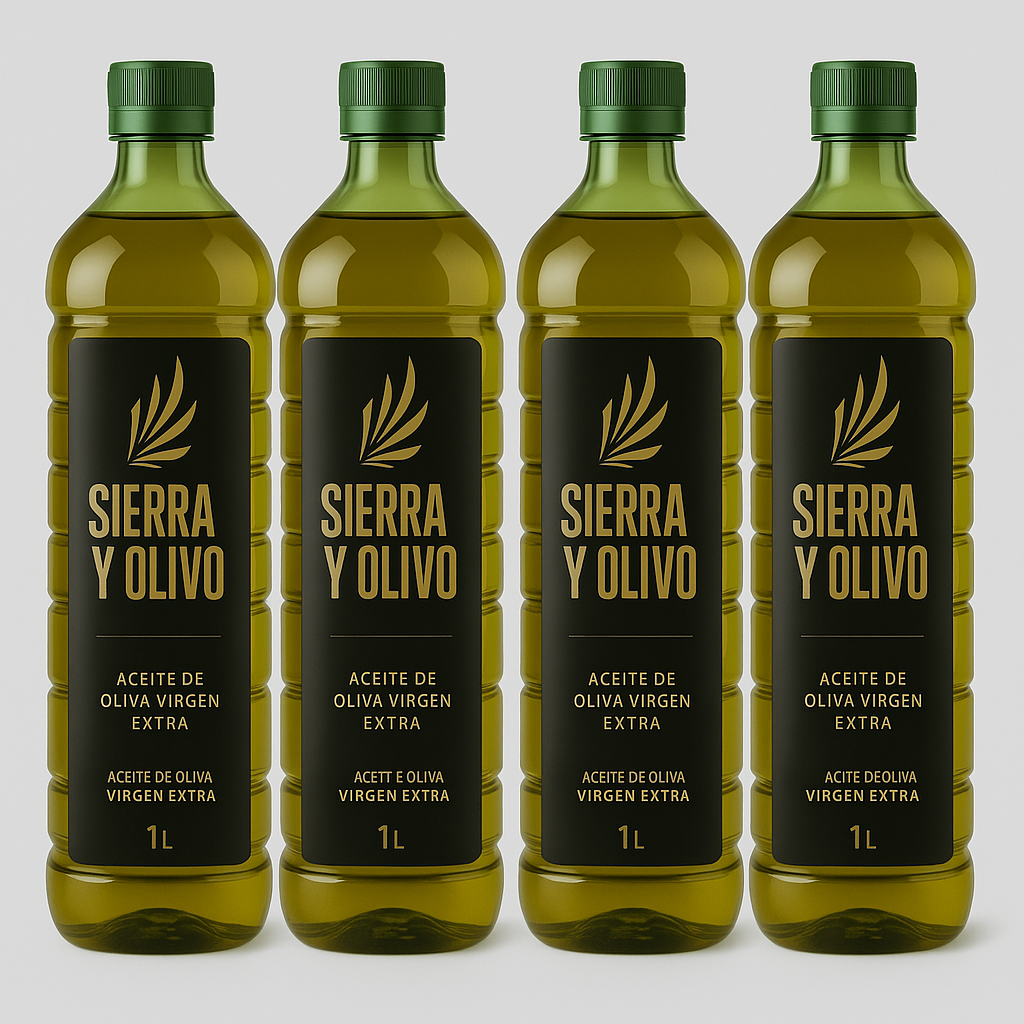 SIERRA
Y OLIVO
ACEITE DE
OLIVA VIRGEN
EXTRA
ACEITE DE OLIVA
VIRGEN EXTRA
1L
SIERRA
Y OLIVO
ACEITE DE
OLIVA VIRGEN
EXTRA
ACETT E OLIVA
VIRGEN EXTRA
1L
SIERRA
Y OLIVO
ACEITE DE
OLIVA VIRGEN
EXTRA
ACEITE DE OLIVA
VIRGEN EXTRA
1L
SIERRA
Y OLIVO
ACEITE DE
OLIVA VIRGEN
EXTRA
ACITE DEOLIVA
VIRGEN EXTRA
1L